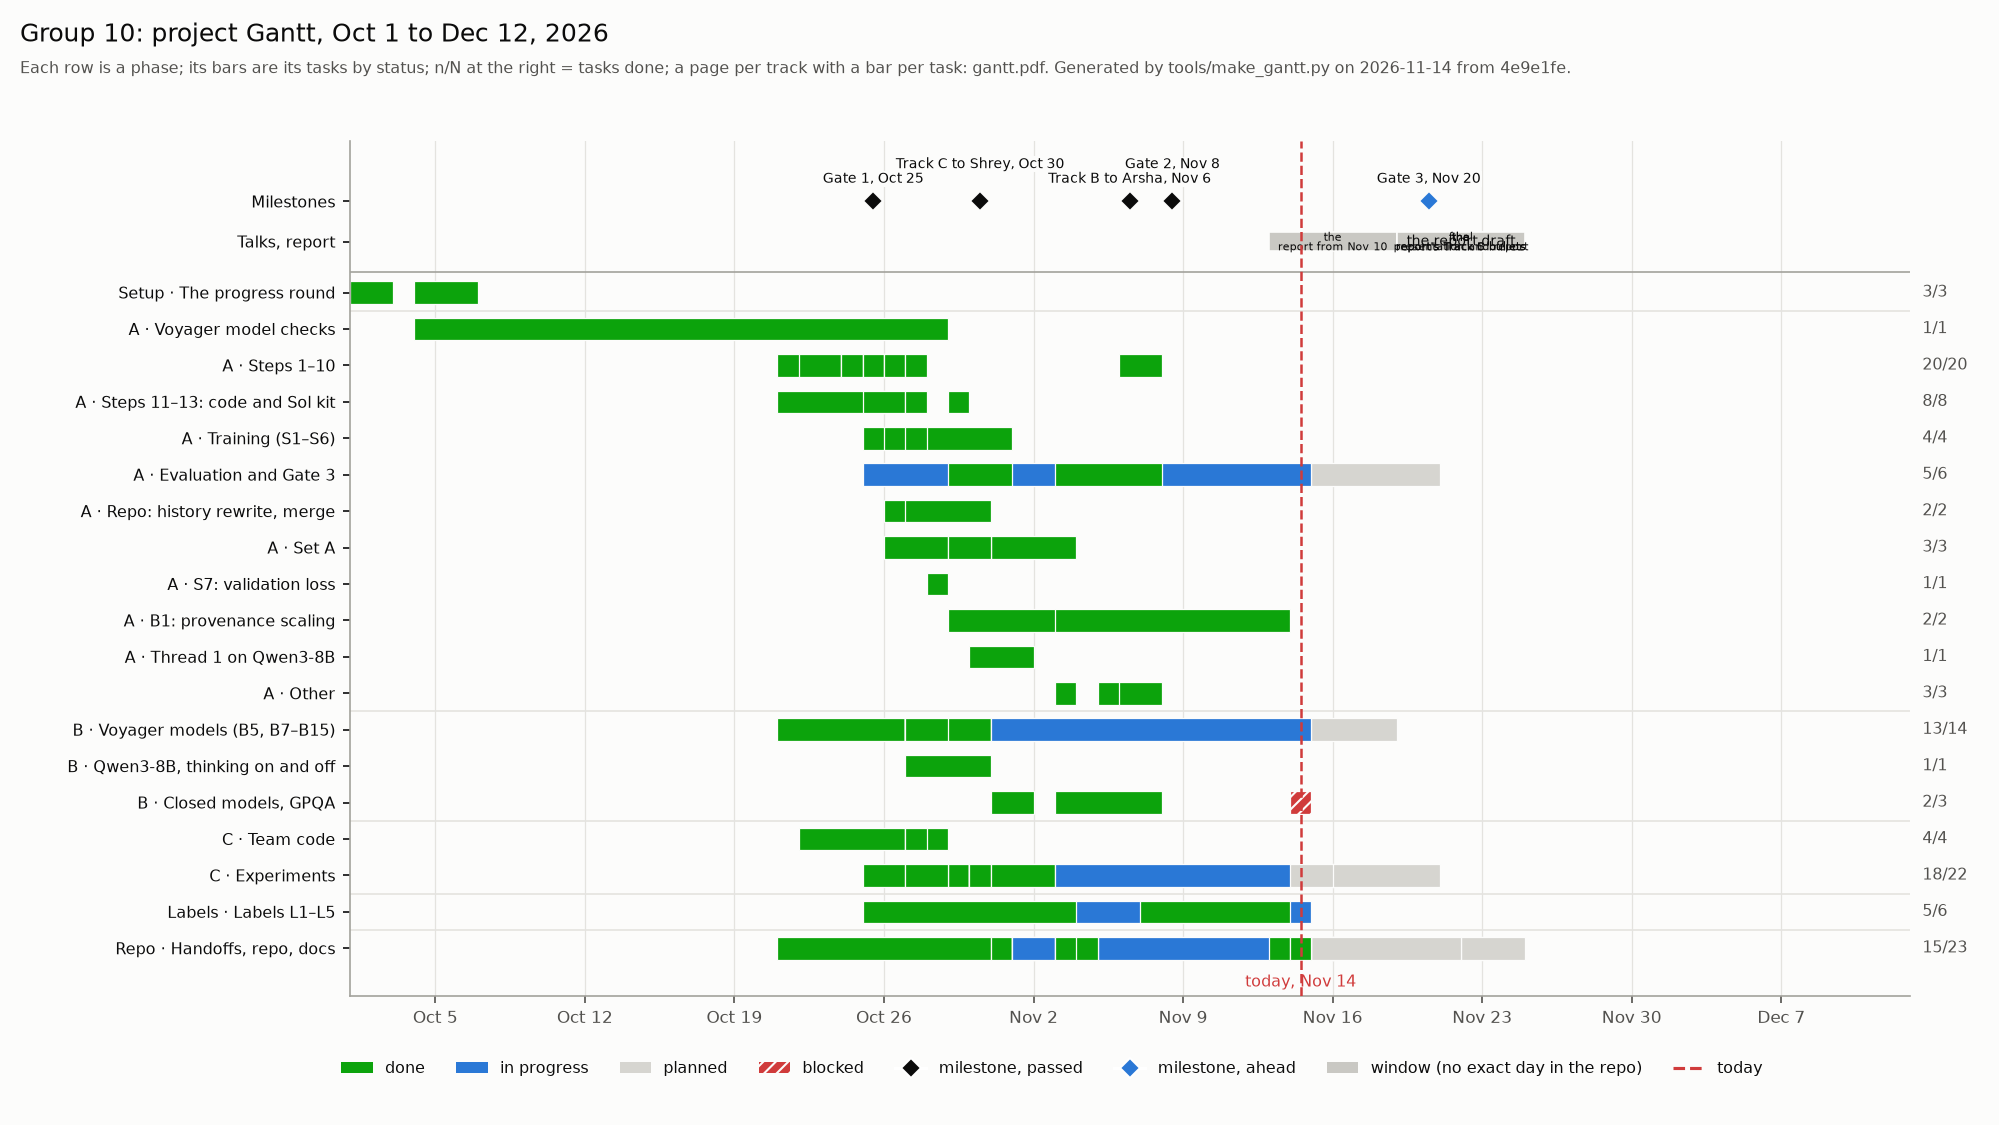 Group 10: project Gantt, Oct 1 to Dec 12, 2026
Each row is a phase; its bars are its tasks by status; n/N at the right = tasks done; a page per track with a bar per task: gantt.pdf. Generated by tools/make_gantt.py on 2026-11-14 from 4e9e1fe.
Track C to Shrey, Oct 30
Gate 2, Nov 8
Gate 1, Oct 25
Track B to Arsha, Nov 6
Gate 3, Nov 20
Milestones
Talks, report
the
report from Nov 10
the report draft
Setup · The progress round
3/3
A · Voyager model checks
1/1
A · Steps 1–10
20/20
A · Steps 11–13: code and Sol kit
8/8
A · Training (S1–S6)
4/4
A · Evaluation and Gate 3
5/6
A · Repo: history rewrite, merge
2/2
A · Set A
3/3
A · S7: validation loss
1/1
A · B1: provenance scaling
2/2
A · Thread 1 on Qwen3-8B
1/1
A · Other
3/3
B · Voyager models (B5, B7–B15)
13/14
B · Qwen3-8B, thinking on and off
1/1
B · Closed models, GPQA
2/3
C · Team code
4/4
C · Experiments
18/22
Labels · Labels L1–L5
5/6
Repo · Handoffs, repo, docs
15/23
today, Nov 14
Oct 5
Oct 12
Oct 19
Oct 26
Nov 2
Nov 9
Nov 16
Nov 23
Nov 30
Dec 7
done
in progress
planned
blocked
milestone, passed
milestone, ahead
window (no exact day in the repo)
today